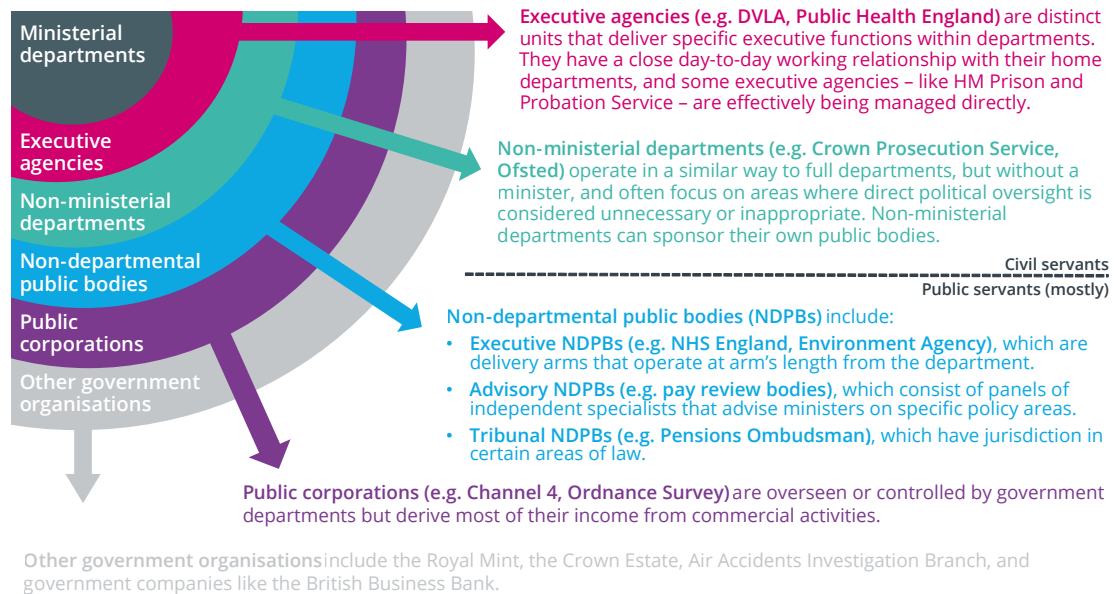 Ministerial
departments
Executive
agencies
Non-ministerial
departments
Non-departmental
public bodies
Public
corporations
Other government
organisations
Executive agencies (e.g. DVLA, Public Health England) are distinct
units that deliver specific executive functions within departments.
They have a close day-to-day working relationship with their home
departments, and some executive agencies – like HM Prison and
Probation Service – are effectively being managed directly.
Non-ministerial departments (e.g. Crown Prosecution Service,
Ofsted) operate in a similar way to full departments, but without a
minister, and often focus on areas where direct political oversight is
considered unnecessary or inappropriate. Non-ministerial
departments can sponsor their own public bodies.
Civil servants
Public servants (mostly)
Non-departmental public bodies (NDPBs) include:
• Executive NDPBs (e.g. NHS England, Environment Agency), which are
delivery arms that operate at arm’s length from the department.
• Advisory NDPBs (e.g. pay review bodies), which consist of panels of
independent specialists that advise ministers on specific policy areas.
• Tribunal NDPBs (e.g. Pensions Ombudsman), which have jurisdiction in
certain areas of law.
Public corporations (e.g. Channel 4, Ordnance Survey) are overseen or controlled by government
departments but derive most of their income from commercial activities.
Other government organisations include the Royal Mint, the Crown Estate, Air Accidents Investigation Branch, and
government companies like the British Business Bank.